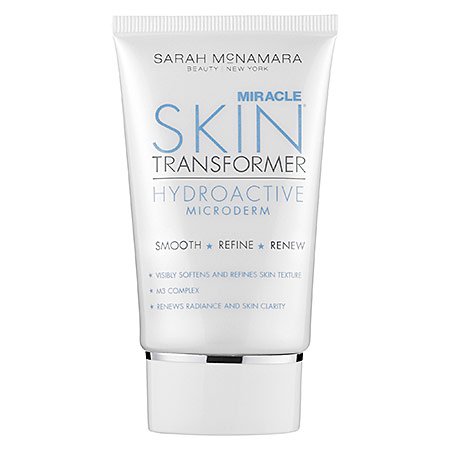 SARAH McNAMARA
BEAUTY | NEW YORK
MIRACLE
SKIN®
TRANSFORMER
HYDROACTIVE
MICRODERM
SMOOTH ★ REFINE ★ RENEW
★ VISIBLY SOFTENS AND REFINES SKIN TEXTURE
★ M3 COMPLEX
★ RENEWS RADIANCE AND SKIN CLARITY